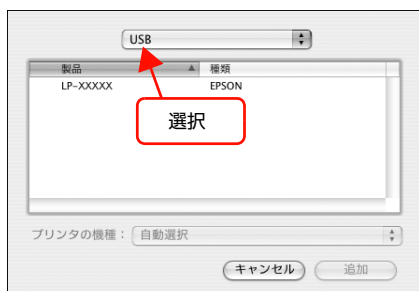 USB
製品 種類
LP-XXXXX EPSON
選択
プリンタの機種： 自動選択
キャンセル 追加